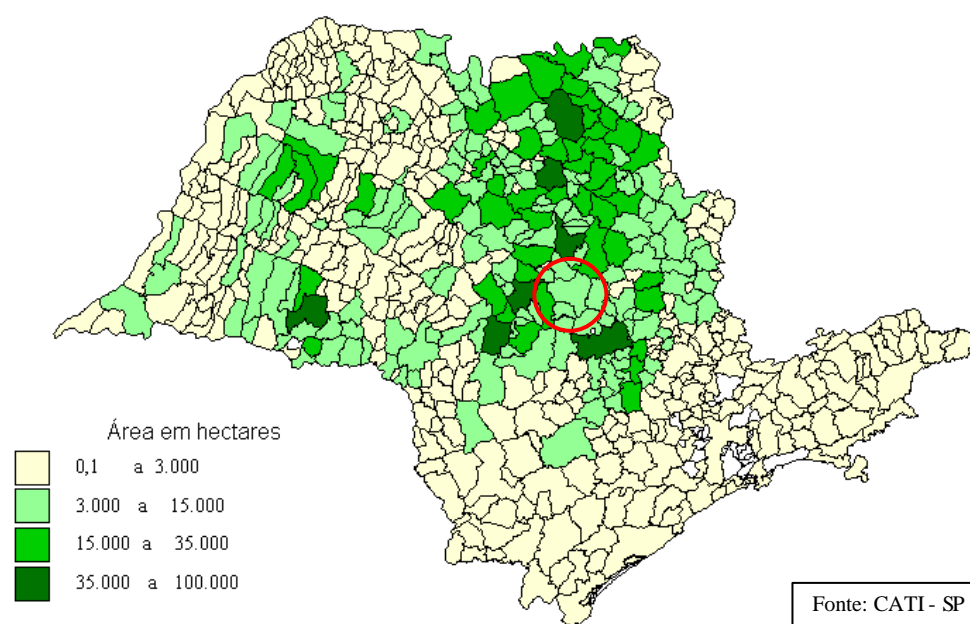 Área em hectares
0,1 a 3.000
3.000 a 15.000
15.000 a 35.000
35.000 a 100.000
Fonte: CATI - SP